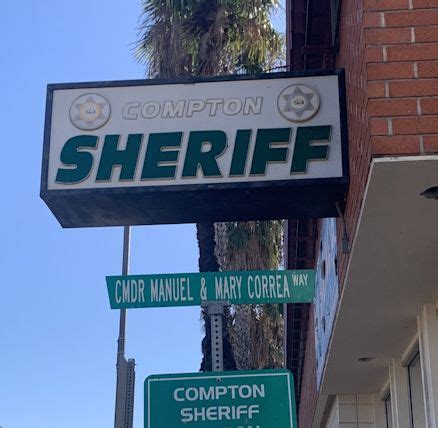 COMPTON
SHERIFF
CMDR MANUEL & MARY CORREA WAY
COMPTON
SHERIFF